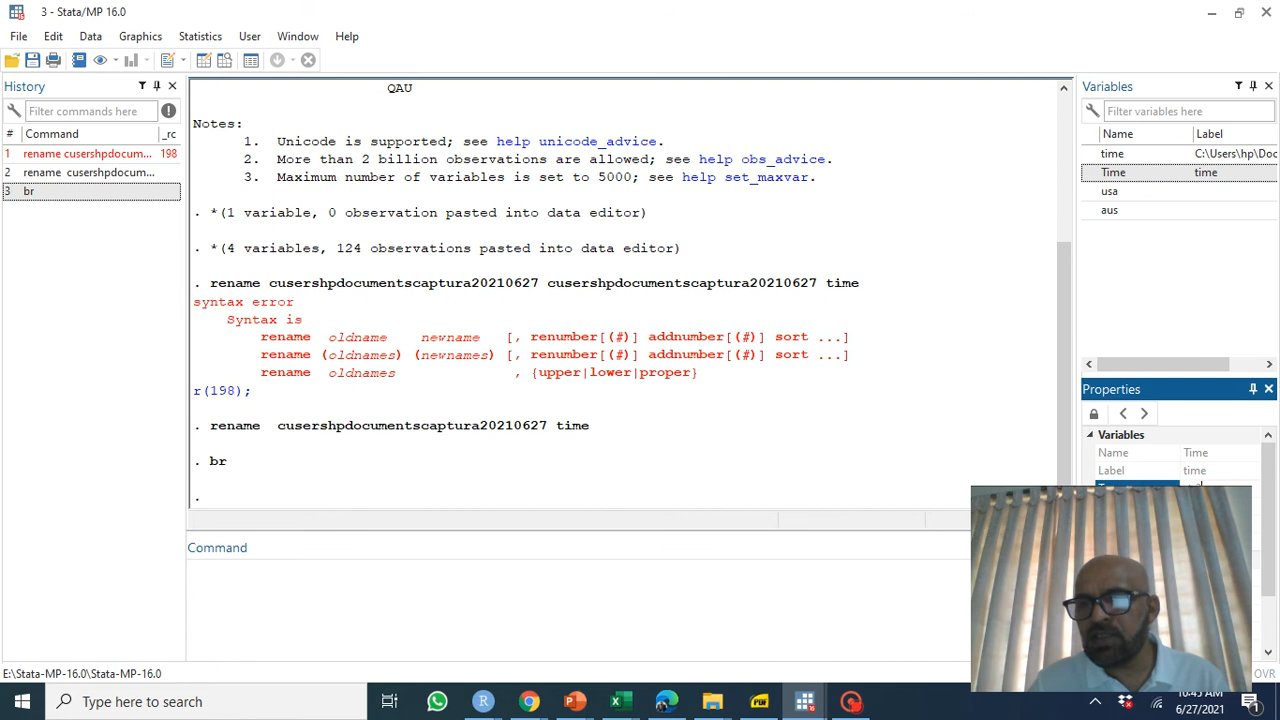 3 - Stata/MP 16.0
File Edit Data Graphics Statistics User Window Help
History
Filter commands here
# Command _rc
1 rename cusershpdocum... 198
2 rename cusershpdocum...
3 br
QAU
Notes:
1. Unicode is supported; see help unicode_advice.
2. More than 2 billion observations are allowed; see help obs_advice.
3. Maximum number of variables is set to 5000; see help set_maxvar.
. *(1 variable, 0 observation pasted into data editor)
. *(4 variables, 124 observations pasted into data editor)
. rename cusershpdocumentscaptura20210627 cusershpdocumentscaptura20210627 time
syntax error
Syntax is
rename oldname newname [, renumber[(#)] addnumber[(#)] sort ...]
rename (oldnames) (newnames) [, renumber[(#)] addnumber[(#)] sort ...]
rename oldnames , {upper|lower|proper}
r(198);
. rename cusershpdocumentscaptura20210627 time
. br
.
Command
Variables
Filter variables here
Name Label
time C:\Users\hp\Doc
Time time
usa
aus
Properties
Variables
Name Time
Label time
E:\Stata-MP-16.0\Stata-MP-16.0
OVR
Type here to search
10:45 AM
6/27/2021
1